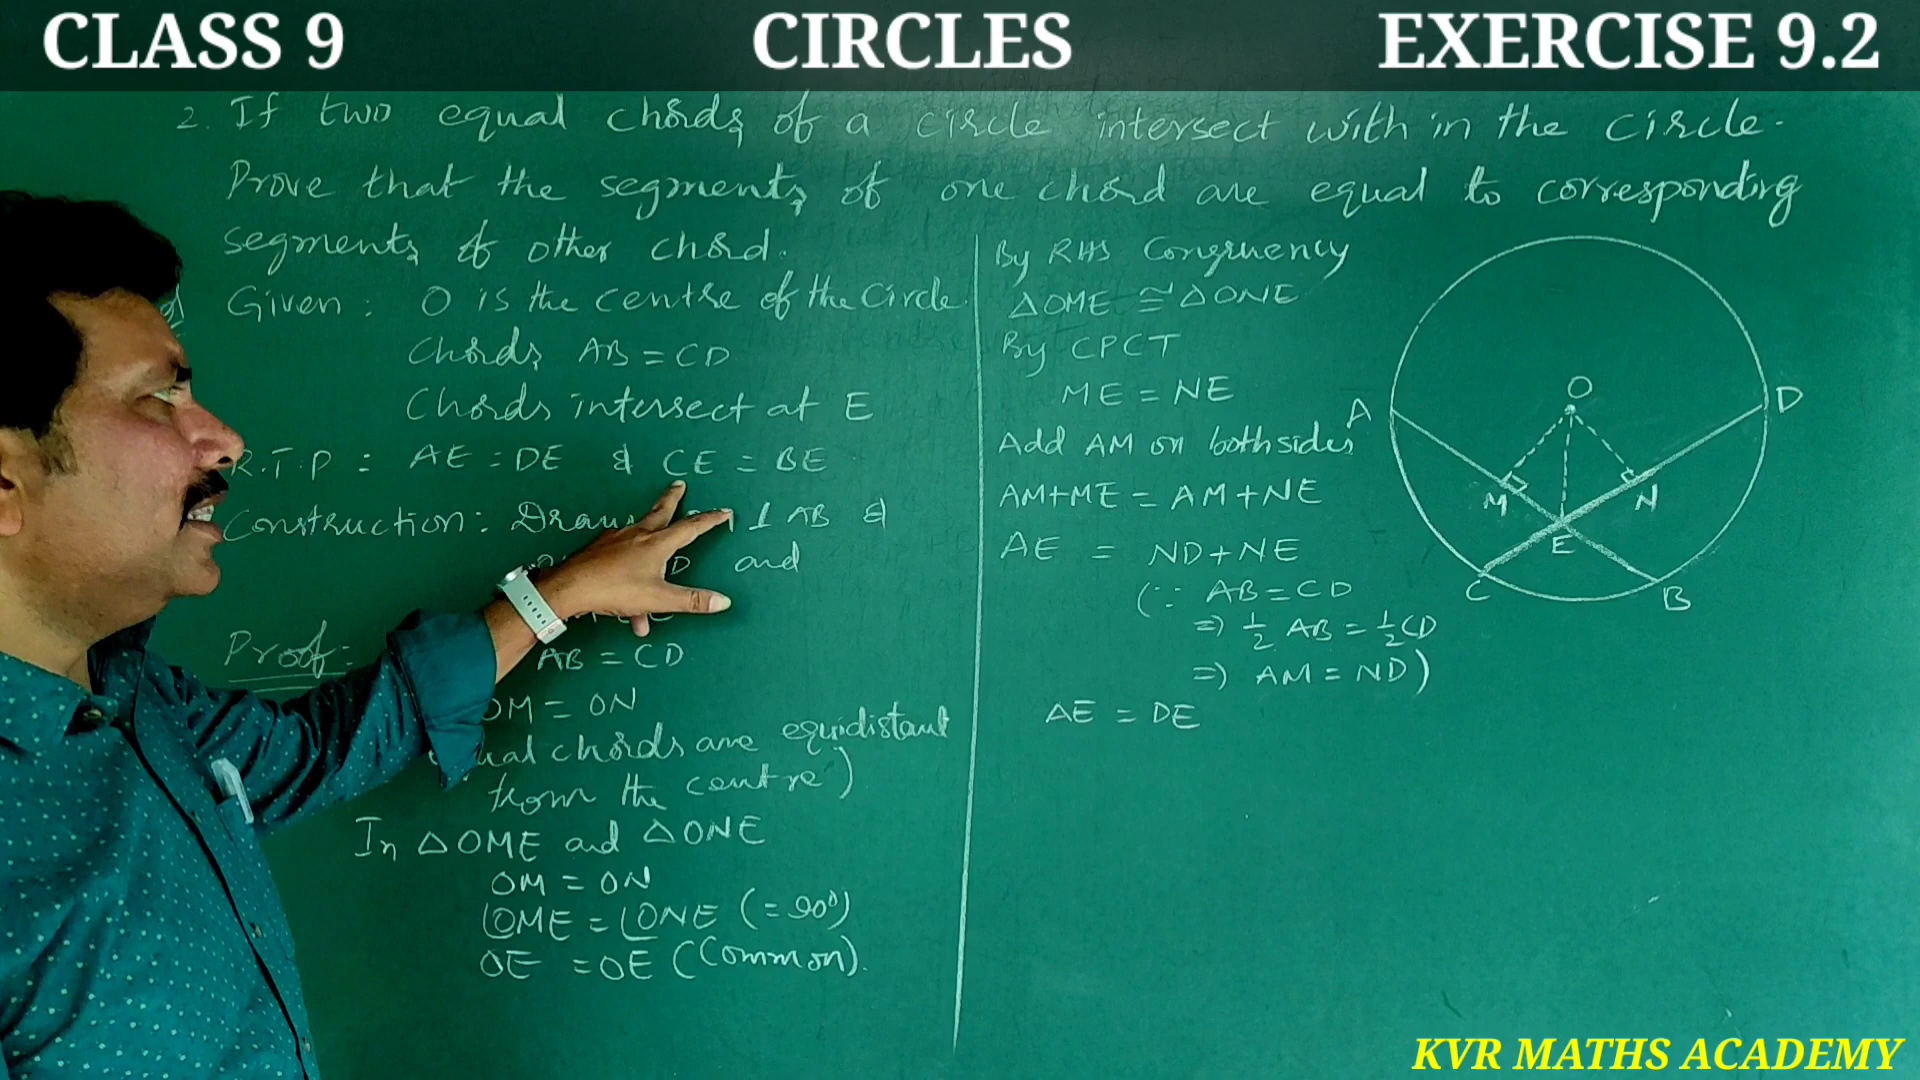 CLASS 9 CIRCLES EXERCISE 9.2
2. If two equal chords of a circle intersect with in the circle.
Prove that the segments of one chord are equal to corresponding
segments of other chord.
Given : O is the centre of the Circle.
Chords AB = CD
Chords intersect at E
R.T.P : AE = DE & CE = BE
Construction: Draw ⊥ AB &
D and
Proof:
AB = CD
OM = ON
chords are equidistant
from the centre)
In △OME and △ONE
OM = ON
∠OME = ∠ONE (=90°)
OE = OE (Common).
By RHS Congruency
△OME ≅ △ONE
By CPCT
ME = NE
Add AM on both sides
AM+ME = AM+NE
AE = ND+NE
(∵ AB = CD
⇒ 1/2 AB = 1/2 CD
⇒ AM = ND)
AE = DE
O
A
D
M
N
E
C
B
KVR MATHS ACADEMY